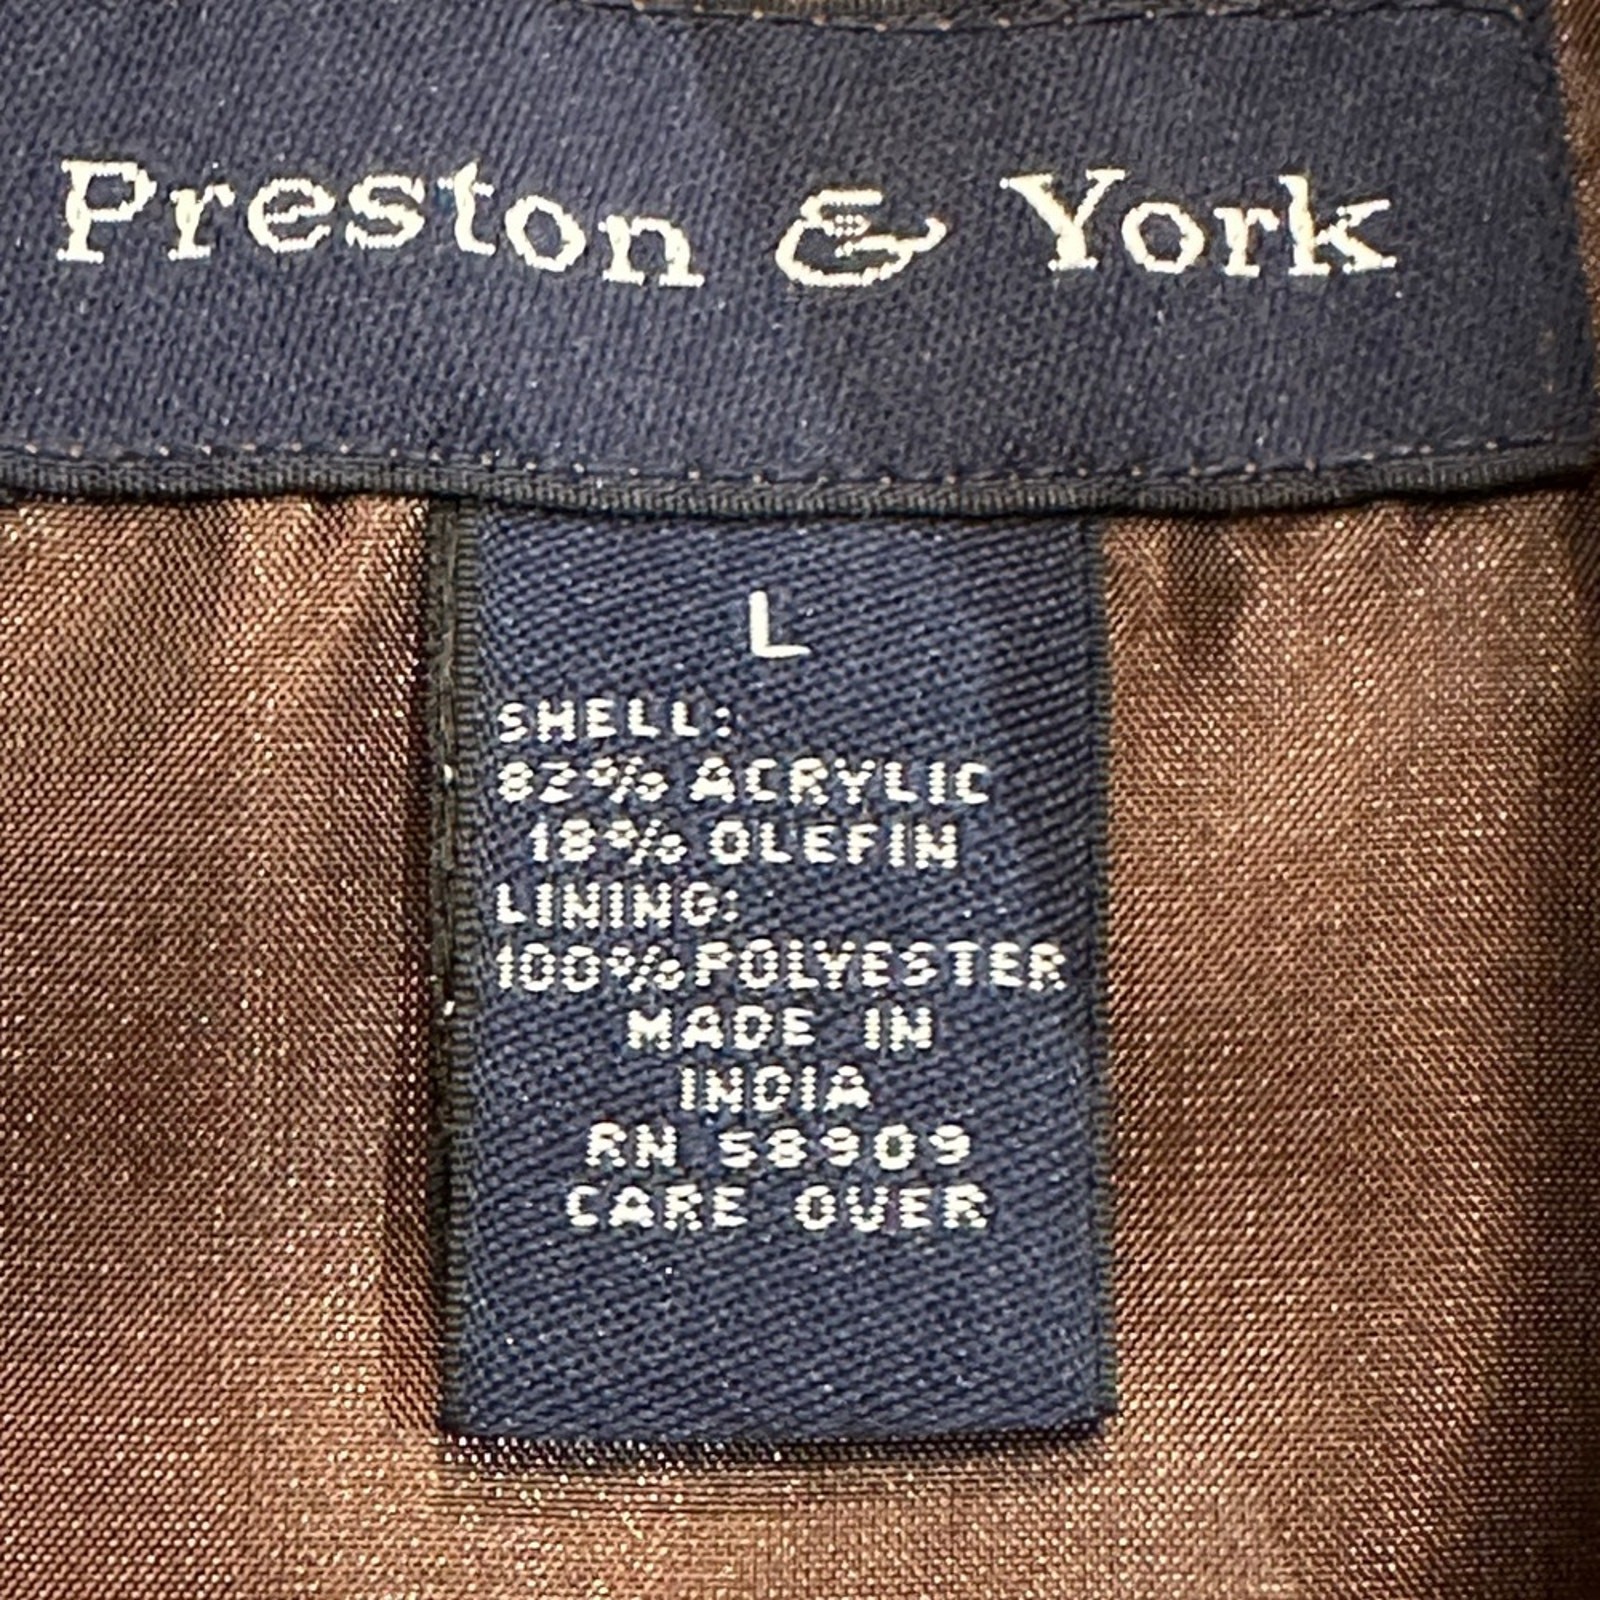 Preston & York
L
SHELL:
82% ACRYLIC
18% OLEFIN
LINING:
100% POLYESTER
MADE IN
INDIA
RN 58909
CARE OVER